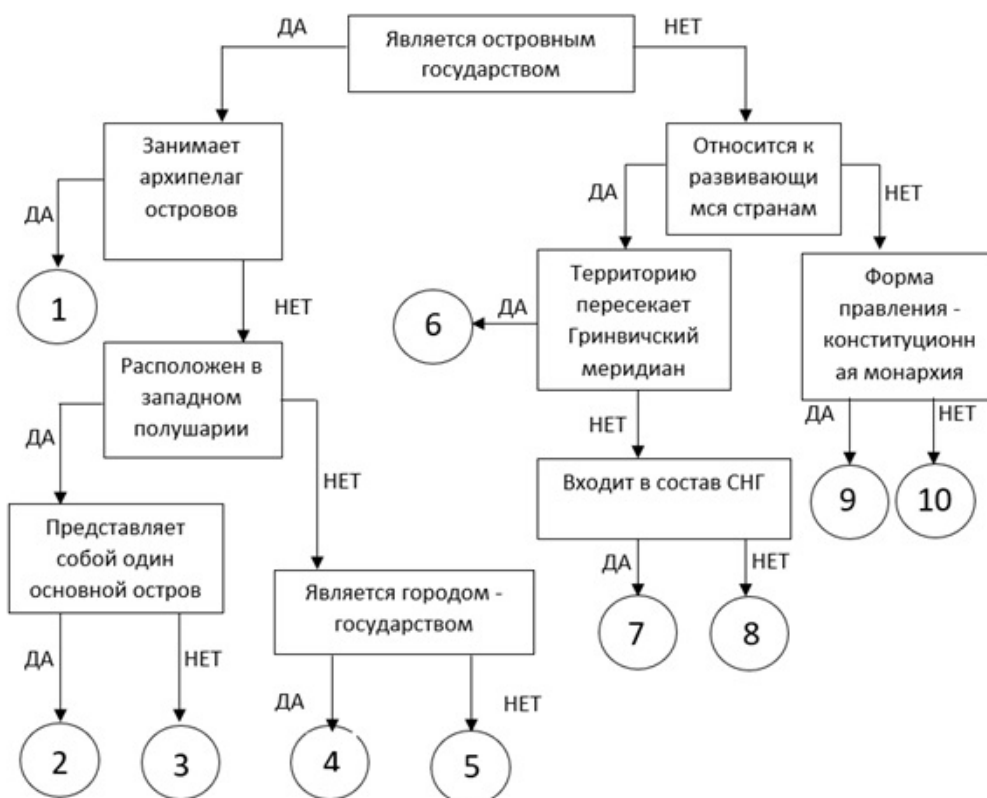 ДА
Является островным
государством
НЕТ
Занимает
архипелаг
островов
Относится к
развивающи
мся странам
ДА
ДА
НЕТ
1
НЕТ
6
ДА
Территорию
пересекает
Гринвичский
меридиан
Форма
правления -
конституционн
ая монархия
Расположен в
западном
полушарии
ДА
НЕТ
НЕТ
ДА
НЕТ
Представляет
собой один
основной остров
Входит в состав СНГ
9
10
Является городом -
государством
ДА
НЕТ
7
8
ДА
НЕТ
ДА
НЕТ
2
3
4
5